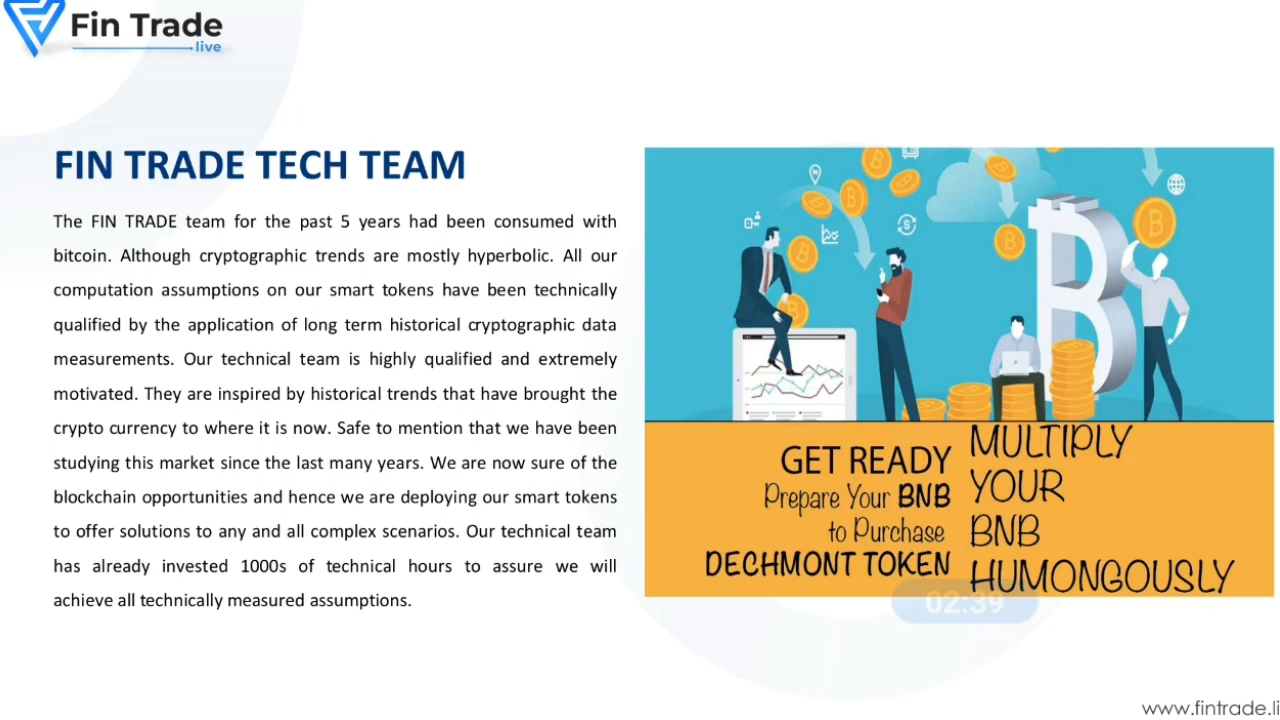 Fin Trade
live
FIN TRADE TECH TEAM
The FIN TRADE team for the past 5 years had been consumed with
bitcoin. Although cryptographic trends are mostly hyperbolic. All our
computation assumptions on our smart tokens have been technically
qualified by the application of long term historical cryptographic data
measurements. Our technical team is highly qualified and extremely
motivated. They are inspired by historical trends that have brought the
crypto currency to where it is now. Safe to mention that we have been
studying this market since the last many years. We are now sure of the
blockchain opportunities and hence we are deploying our smart tokens
to offer solutions to any and all complex scenarios. Our technical team
has already invested 1000s of technical hours to assure we will
achieve all technically measured assumptions.
GET READY
Prepare Your BNB
to Purchase
DECHMONT TOKEN
MULTIPLY
YOUR
BNB
HUMONGOUSLY
02:39
www.fintrade.li